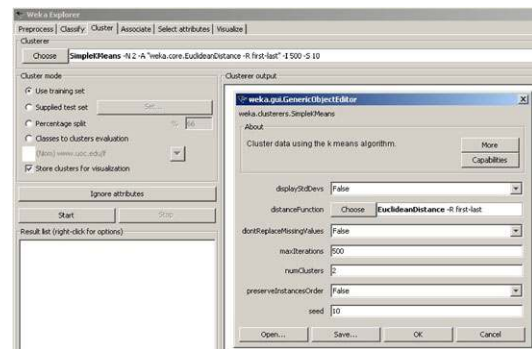 Weka Explorer
Preprocess Classify Cluster Associate Select attributes Visualize
Clusterer
Choose SimpleKMeans -N 2 -A "weka.core.EuclideanDistance -R first-last" -I 500 -S 10
Cluster mode
Use training set
Supplied test set Set...
Percentage split % 66
Classes to clusters evaluation
(Nom) www.uoc.edu/
Store clusters for visualization
Ignore attributes
Start Stop
Result list (right-click for options)
Clusterer output
weka.gui.GenericObjectEditor
weka.clusterers.SimpleKMeans
About
Cluster data using the k means algorithm.
More
Capabilities
displayStdDevs False
distanceFunction Choose EuclideanDistance -R first-last
dontReplaceMissingValues False
maxIterations 500
numClusters 2
preserveInstancesOrder False
seed 10
Open... Save... OK Cancel